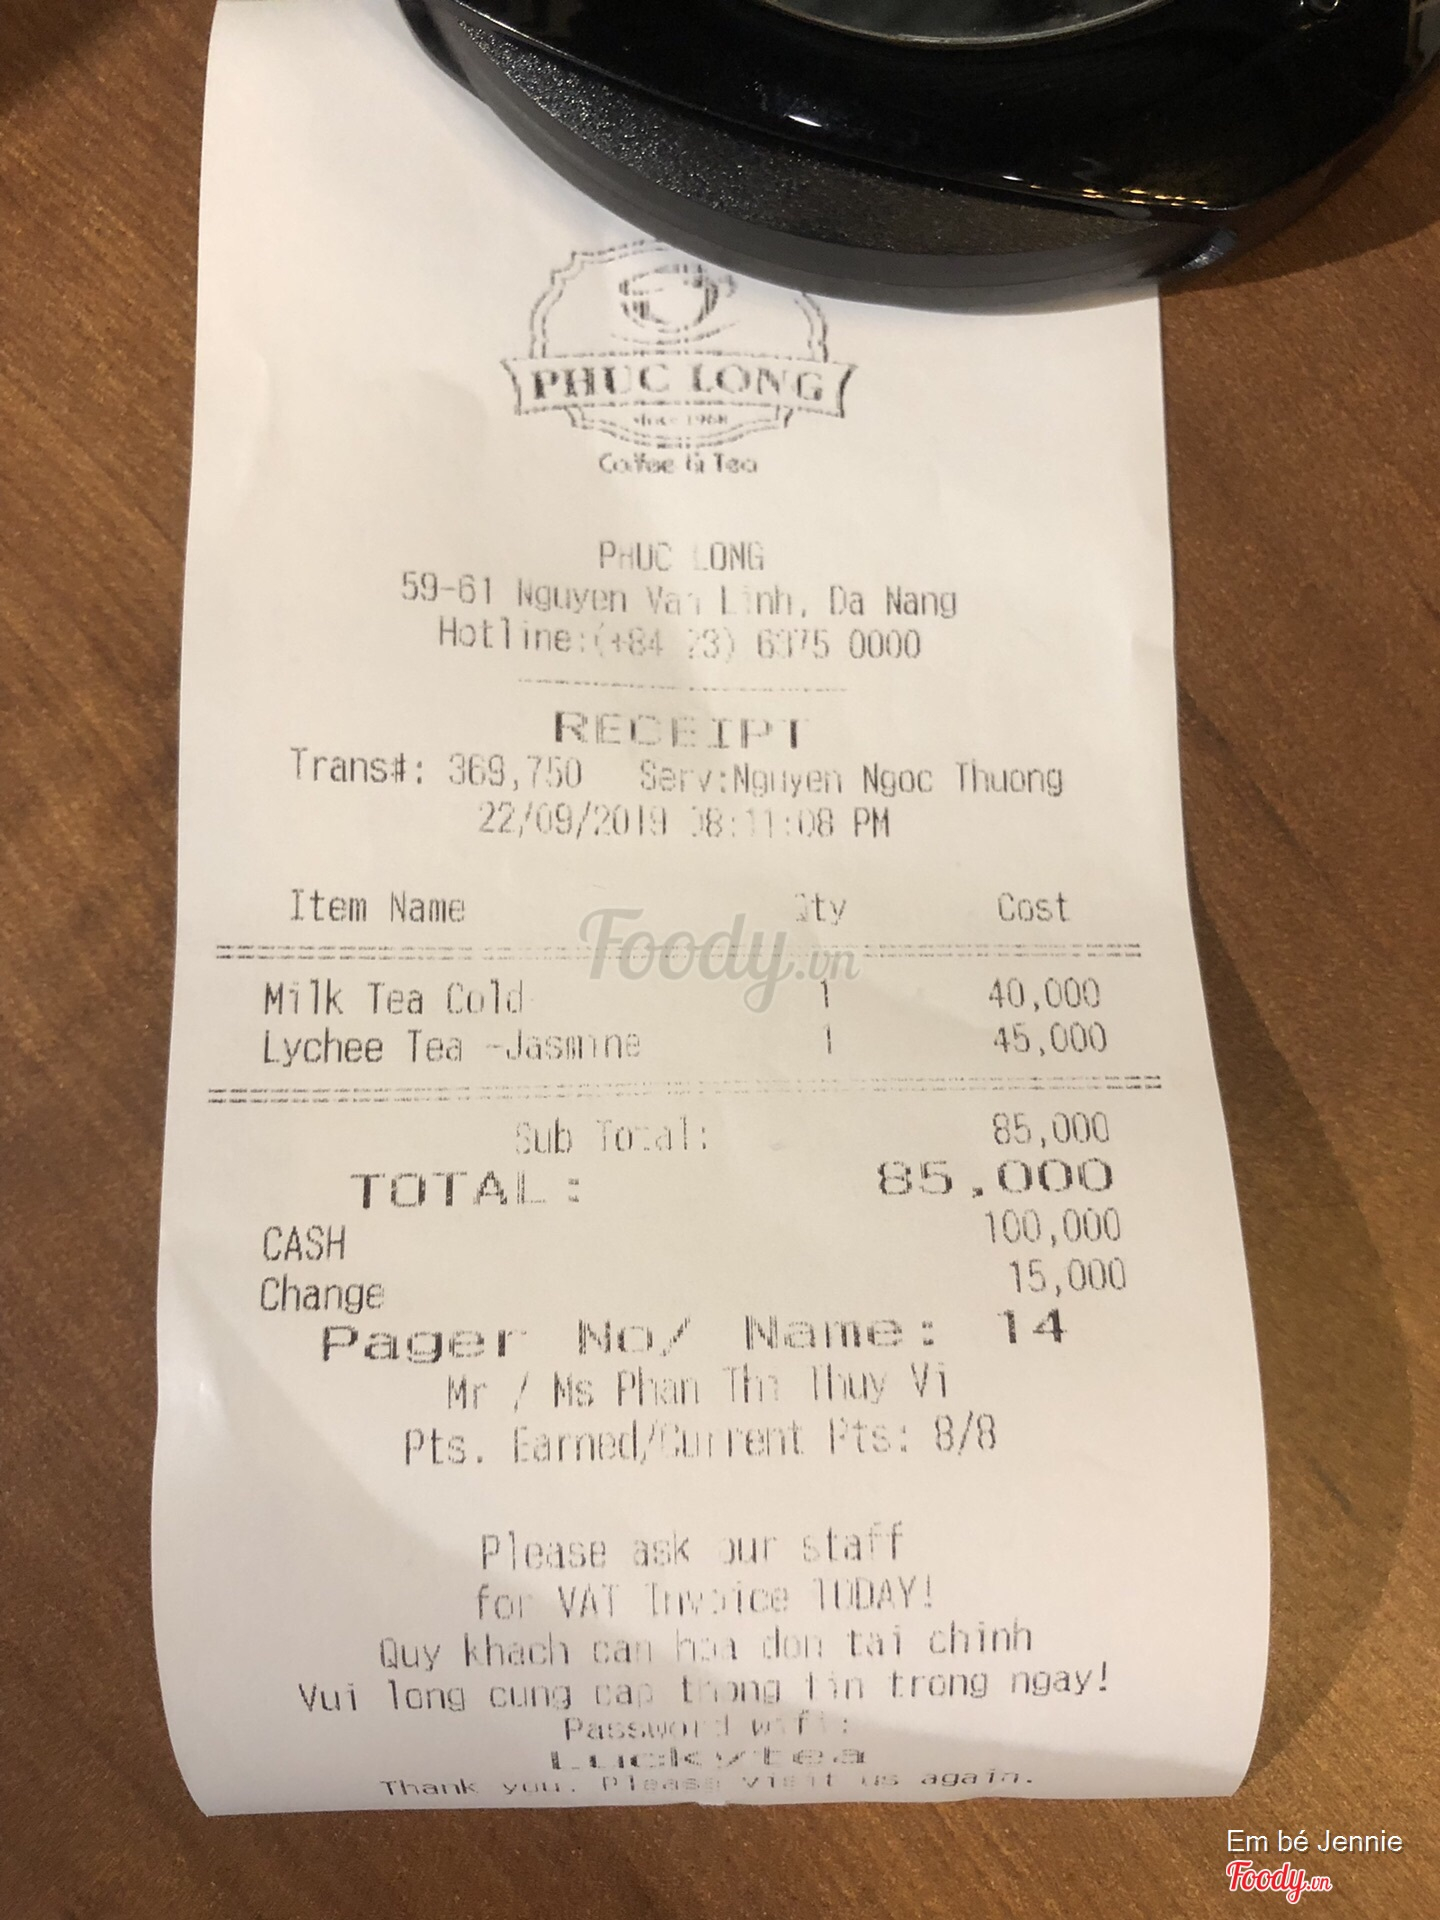 PHUC LONG
since 1968
Coffee & Tea
PHUC LONG
59-61 Nguyen Van Linh, Da Nang
Hotline:(+84 23) 6375 0000
RECEIPT
Trans#: 369,750 Serv:Nguyen Ngoc Thuong
22/09/2019 08:11:08 PM
Item Name Qty Cost
Foody.vn
Milk Tea Cold 1 40,000
Lychee Tea -Jasmine 1 45,000
Sub Total: 85,000
TOTAL: 85,000
CASH 100,000
Change 15,000
Pager No/ Name: 14
Mr / Ms Phan Thi Thuy Vi
Pts. Earned/Current Pts: 8/8
Please ask our staff
for VAT Invoice TODAY!
Quy khach can hoa don tai chinh
Vui long cung cap thong tin trong ngay!
Password wifi:
Luckytea
Thank you. Please visit us again.
Em bé Jennie
Foody.vn